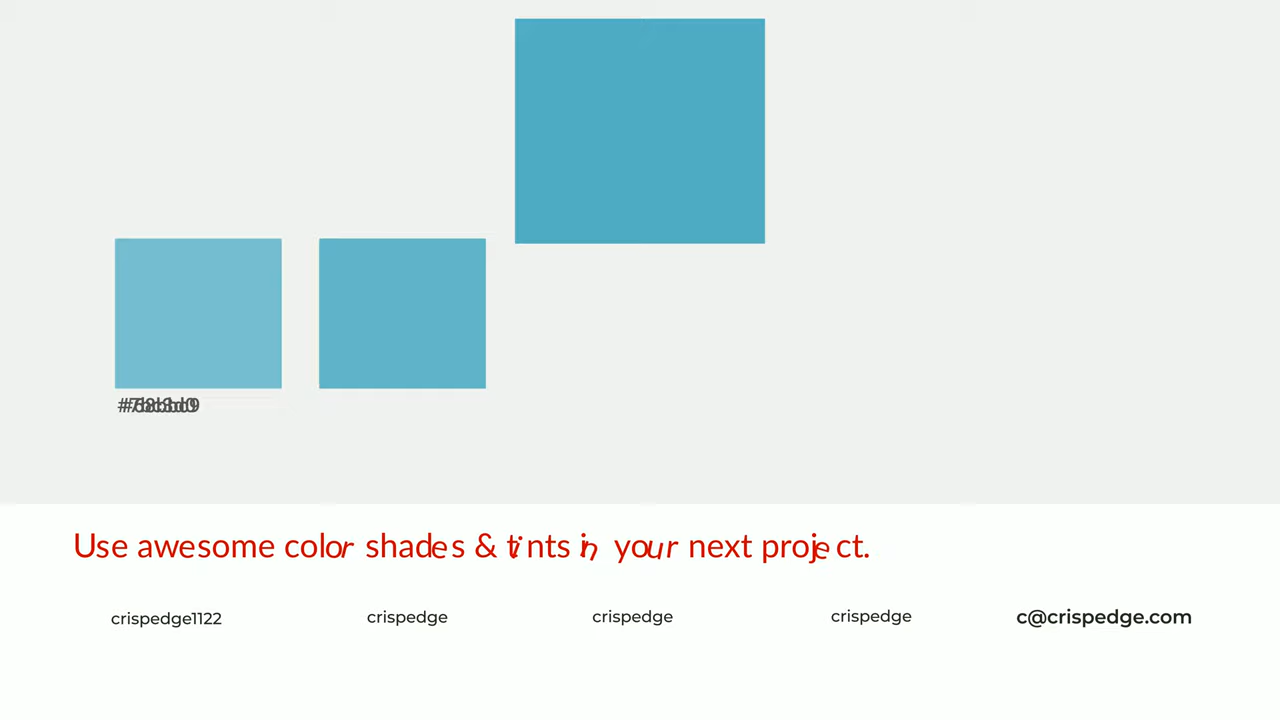 Use awesome color shades & tints in your next project.
crispedge1122 crispedge crispedge crispedge c@crispedge.com